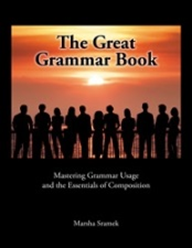 The Great
Grammar Book
Mastering Grammar Usage
and the Essentials of Composition
Marsha Sramek